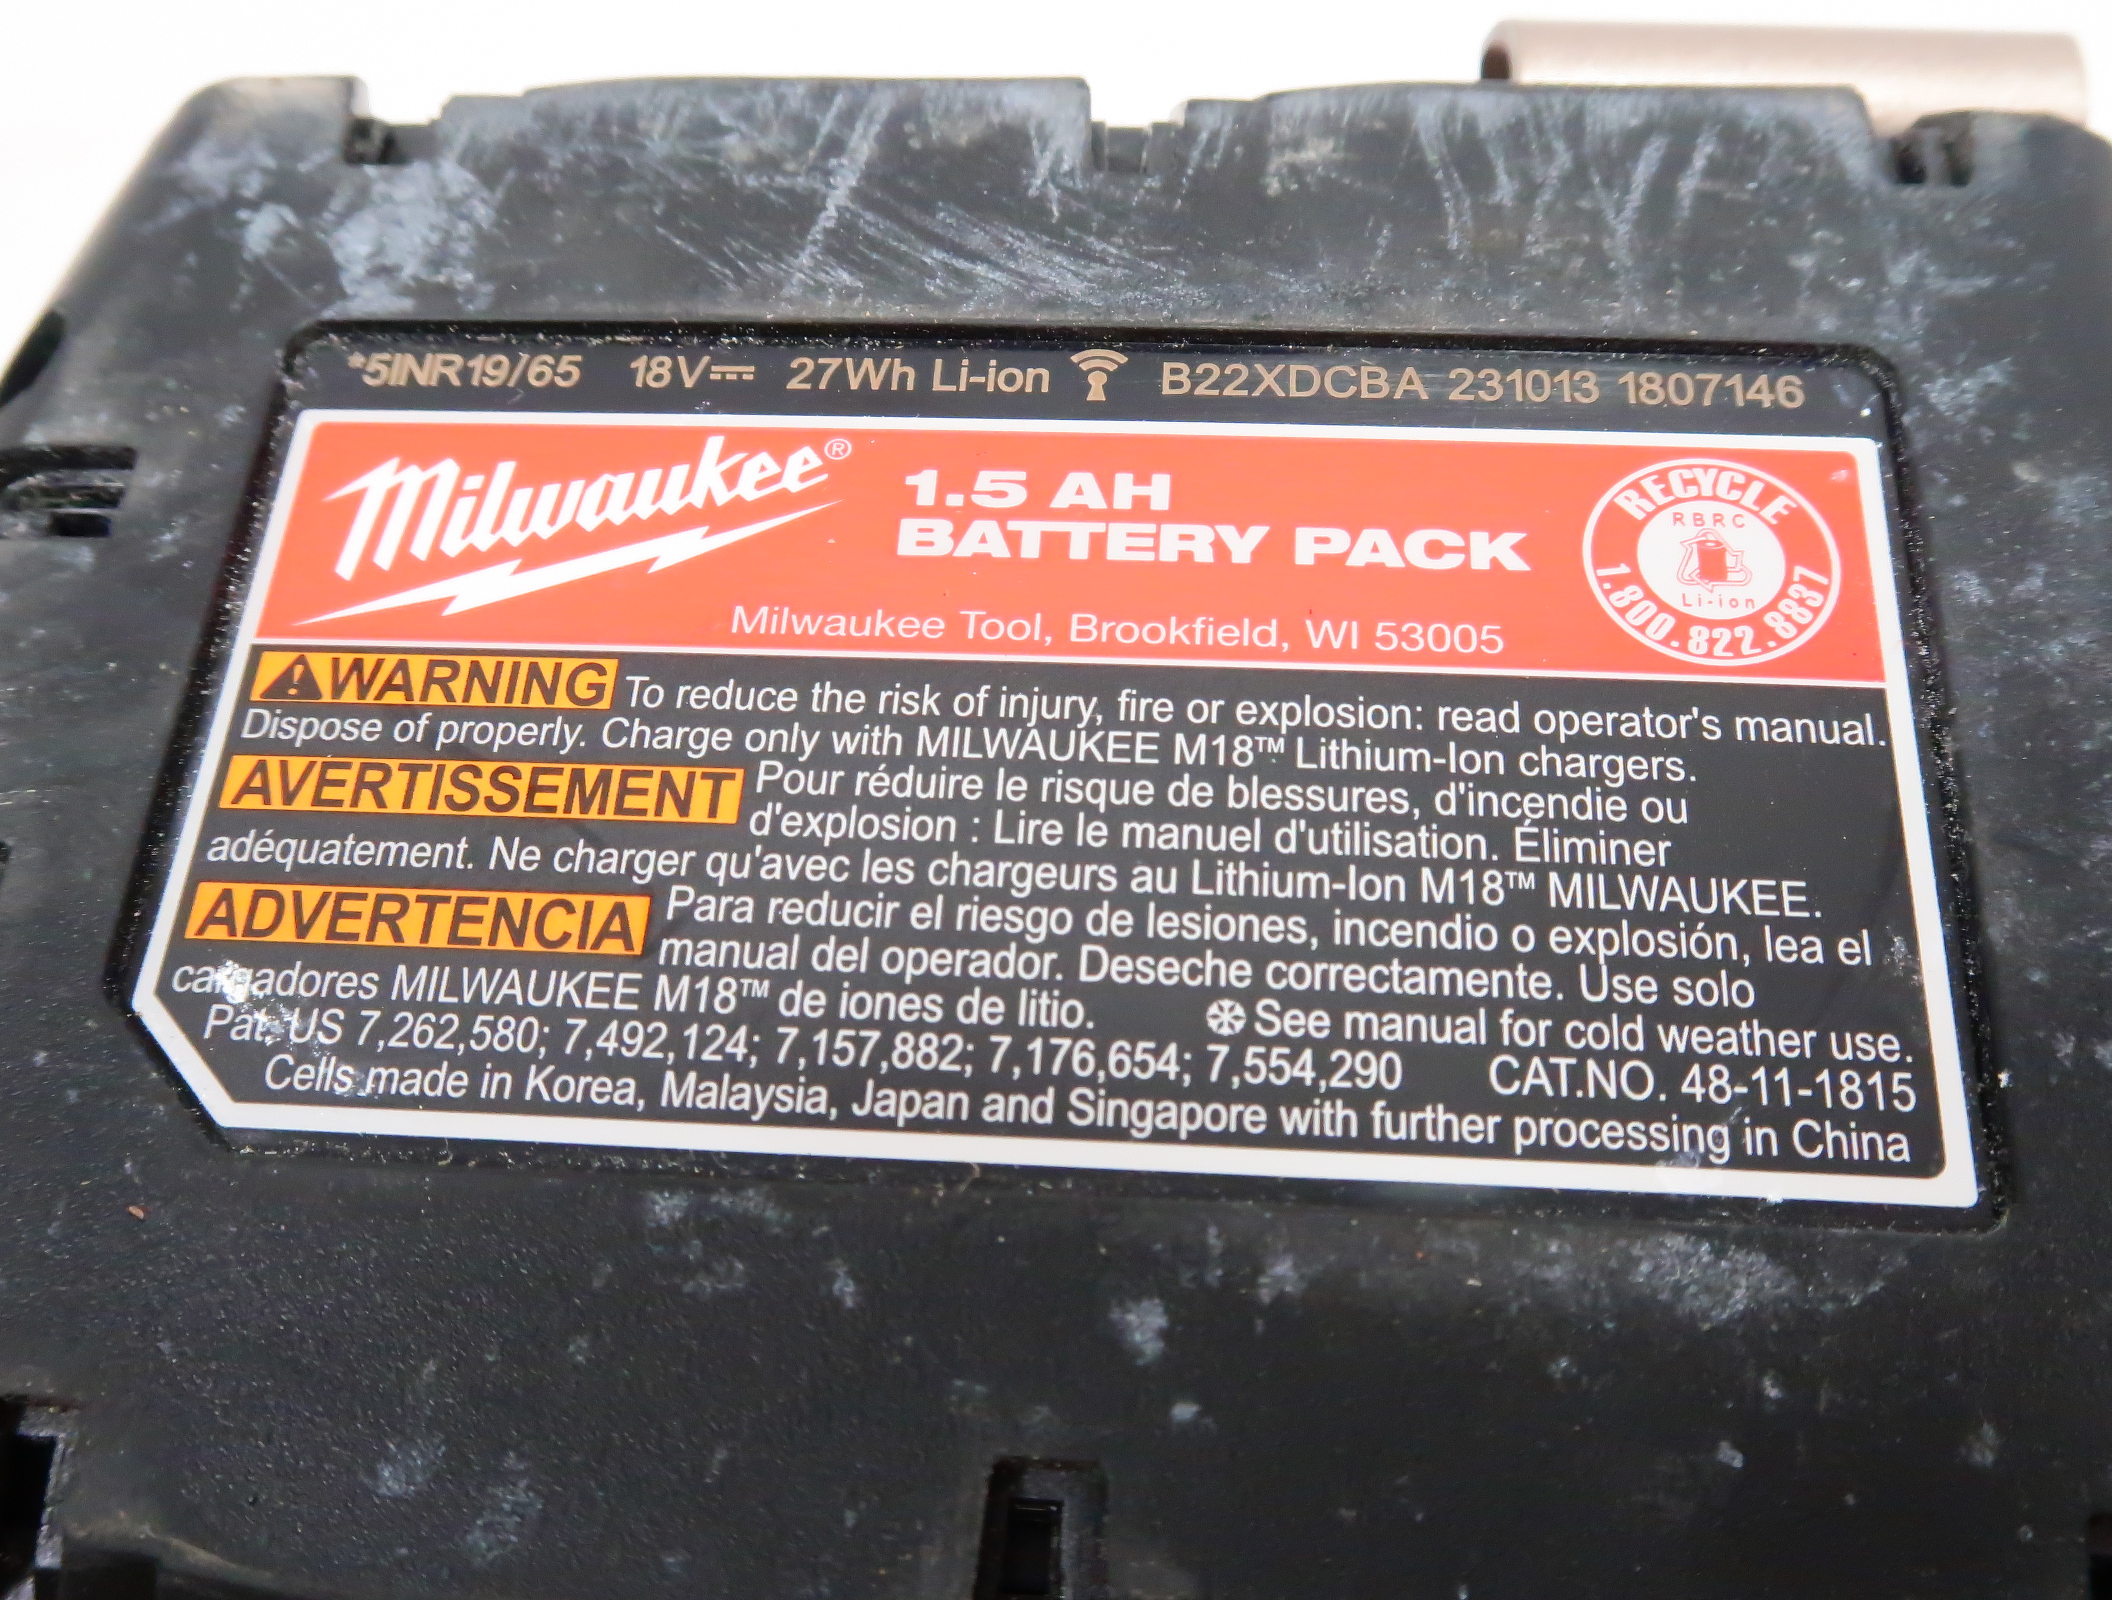 *5INR19/65 18V⎓ 27Wh Li-ion B22XDCBA 231013 1807146
Milwaukee®
1.5 AH
BATTERY PACK
Milwaukee Tool, Brookfield, WI 53005
RECYCLE
RBRC
Li-ion
1.800.822.8837
⚠WARNING To reduce the risk of injury, fire or explosion: read operator's manual.
Dispose of properly. Charge only with MILWAUKEE M18™ Lithium-Ion chargers.
AVERTISSEMENT Pour réduire le risque de blessures, d'incendie ou
d'explosion : Lire le manuel d'utilisation. Éliminer
adéquatement. Ne charger qu'avec les chargeurs au Lithium-Ion M18™ MILWAUKEE.
ADVERTENCIA Para reducir el riesgo de lesiones, incendio o explosión, lea el
manual del operador. Deseche correctamente. Use solo
cargadores MILWAUKEE M18™ de iones de litio. ❄See manual for cold weather use.
Pat. US 7,262,580; 7,492,124; 7,157,882; 7,176,654; 7,554,290 CAT.NO. 48-11-1815
Cells made in Korea, Malaysia, Japan and Singapore with further processing in China